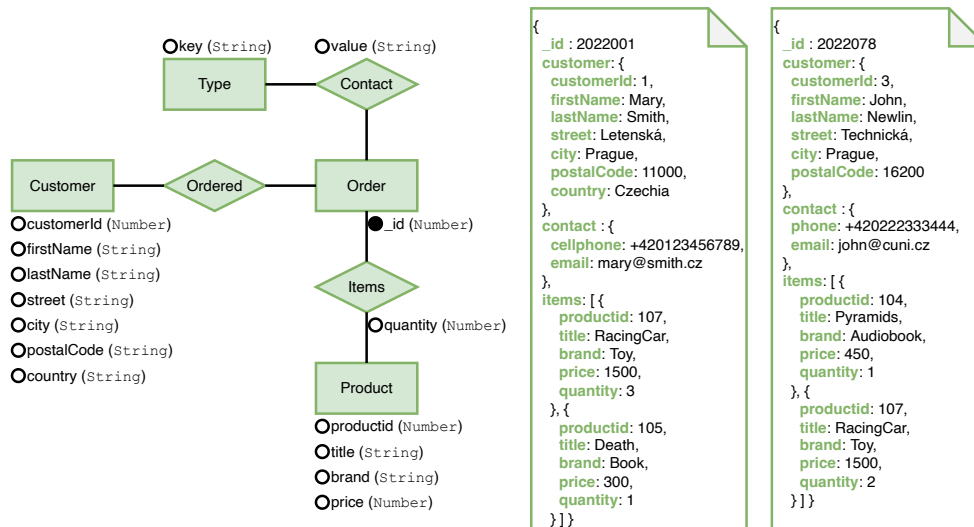 key (String)
value (String)
Type
Contact
Customer
Ordered
Order
customerId (Number)
firstName (String)
lastName (String)
street (String)
city (String)
postalCode (String)
country (String)
_id (Number)
Items
quantity (Number)
Product
productid (Number)
title (String)
brand (String)
price (Number)
{
_id : 2022001
customer: {
customerId: 1,
firstName: Mary,
lastName: Smith,
street: Letenská,
city: Prague,
postalCode: 11000,
country: Czechia
},
contact : {
cellphone: +420123456789,
email: mary@smith.cz
},
items: [ {
productid: 107,
title: RacingCar,
brand: Toy,
price: 1500,
quantity: 3
}, {
productid: 105,
title: Death,
brand: Book,
price: 300,
quantity: 1
} ] }
{
_id : 2022078
customer: {
customerId: 3,
firstName: John,
lastName: Newlin,
street: Technická,
city: Prague,
postalCode: 16200
},
contact : {
phone: +420222333444,
email: john@cuni.cz
},
items: [ {
productid: 104,
title: Pyramids,
brand: Audiobook,
price: 450,
quantity: 1
}, {
productid: 107,
title: RacingCar,
brand: Toy,
price: 1500,
quantity: 2
} ] }